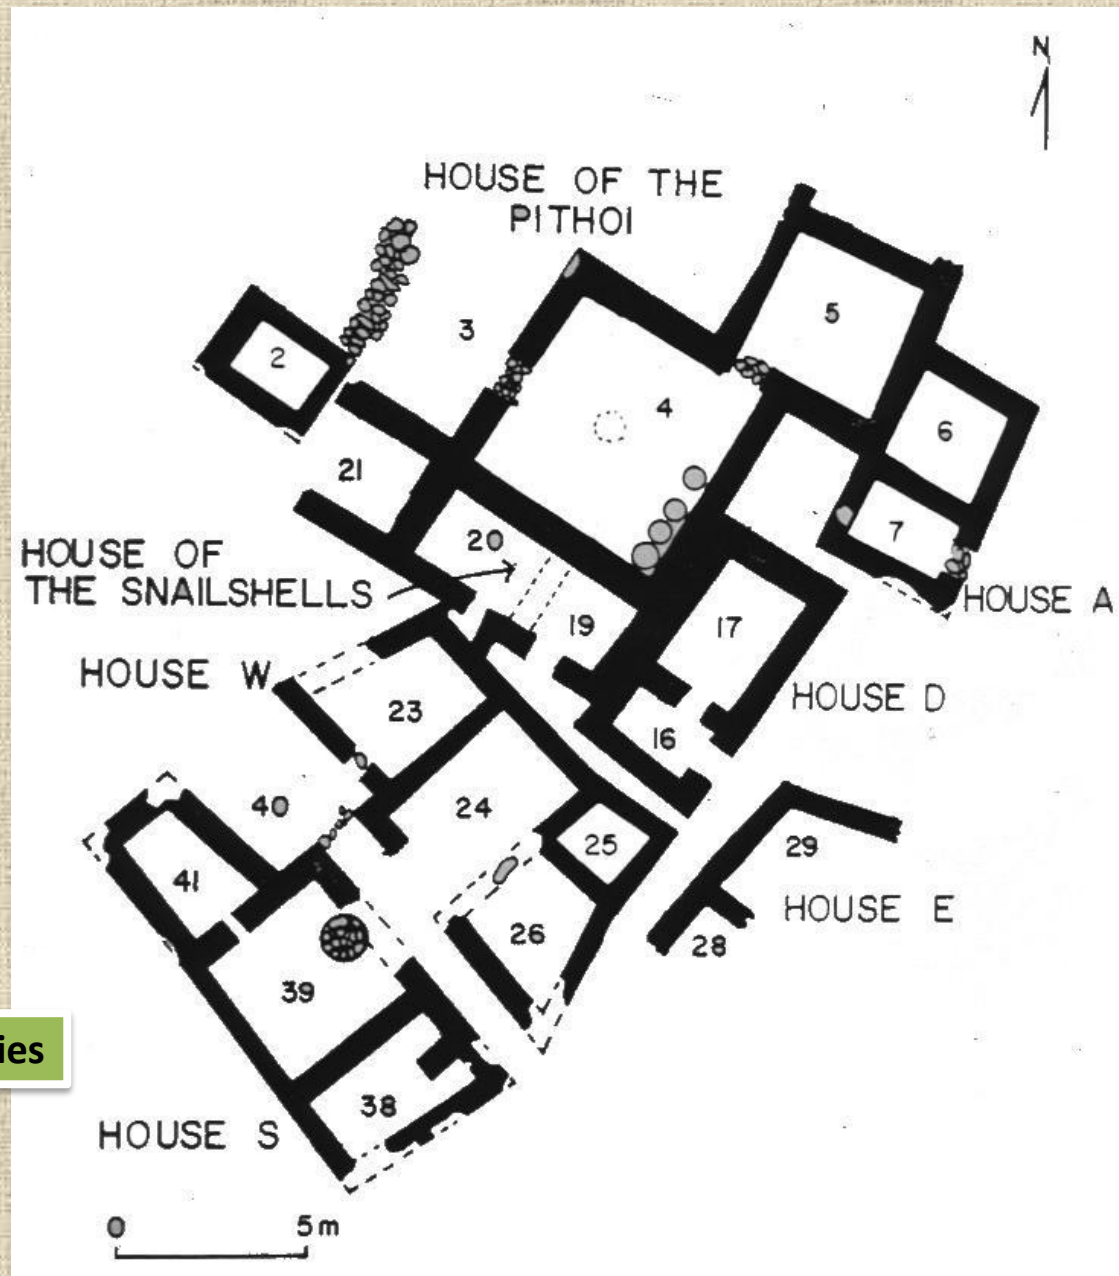 N
HOUSE OF THE
PITHOI
5
3
2
4
6
21
7
20
HOUSE OF
THE SNAILSHELLS
HOUSE A
19
17
HOUSE W
HOUSE D
23
16
40
24
25
29
41
HOUSE E
26
28
39
ies
38
HOUSE S
0 5m